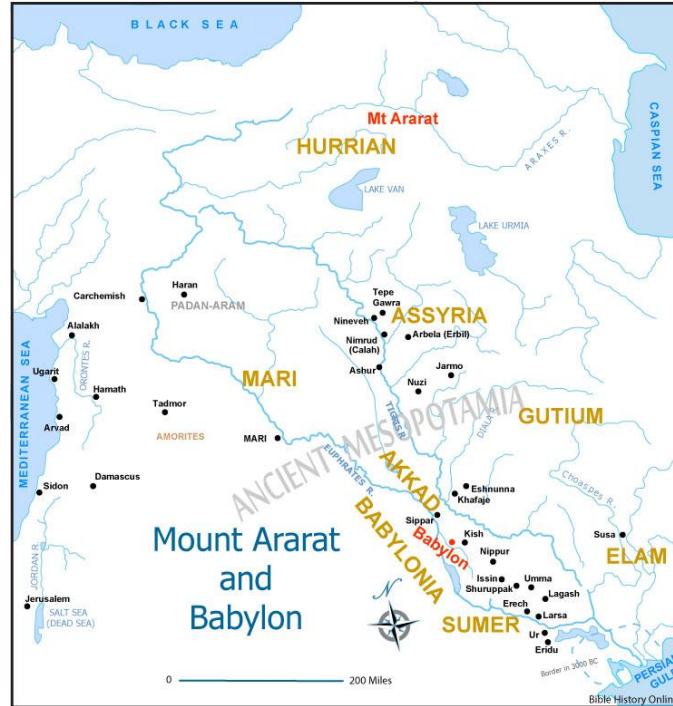 BLACK SEA
CASPIAN SEA
Mt Ararat
HURRIAN
ARAXES R.
LAKE VAN
LAKE URMIA
Haran
Carchemish
PADAN-ARAM
Tepe
Gawra
ASSYRIA
Nineveh
Alalakh
Nimrud
(Calah)
Arbela (Erbil)
MEDITERRANEAN SEA
Ugarit
ORONTES R.
MARI
Ashur
Jarmo
Nuzi
Hamath
Tadmor
Arvad
TIGRIS R.
DIALA R.
GUTIUM
AMORITES
MARI
ANCIENT MESOPOTAMIA
EUPHRATES R.
AKKAD
Choaspes R.
Damascus
Sidon
Eshnunna
Khafaje
BABYLONIA
Sippar
Babylon
Kish
Susa
ELAM
Mount Ararat
and
Babylon
Nippur
JORDAN R.
Issin
Shuruppak
Umma
Lagash
Jerusalem
SALT SEA
(DEAD SEA)
N
Erech
Larsa
SUMER
Ur
Eridu
Border in 3000 BC
PERSIAN
GULF
0
200 Miles
Bible History Online